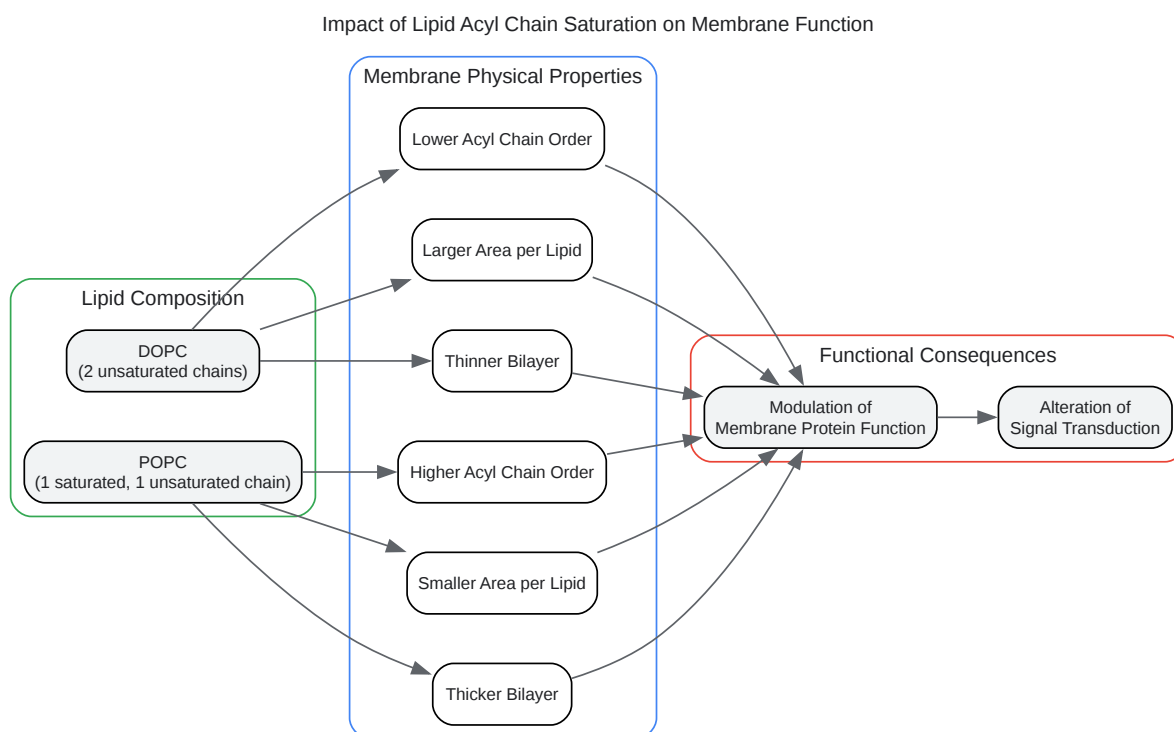 Impact of Lipid Acyl Chain Saturation on Membrane Function
Membrane Physical Properties
Lower Acyl Chain Order
Larger Area per Lipid
Lipid Composition
DOPC
(2 unsaturated chains)
Thinner Bilayer
Functional Consequences
Modulation of
Membrane Protein Function
Alteration of
Signal Transduction
POPC
(1 saturated, 1 unsaturated chain)
Higher Acyl Chain Order
Smaller Area per Lipid
Thicker Bilayer